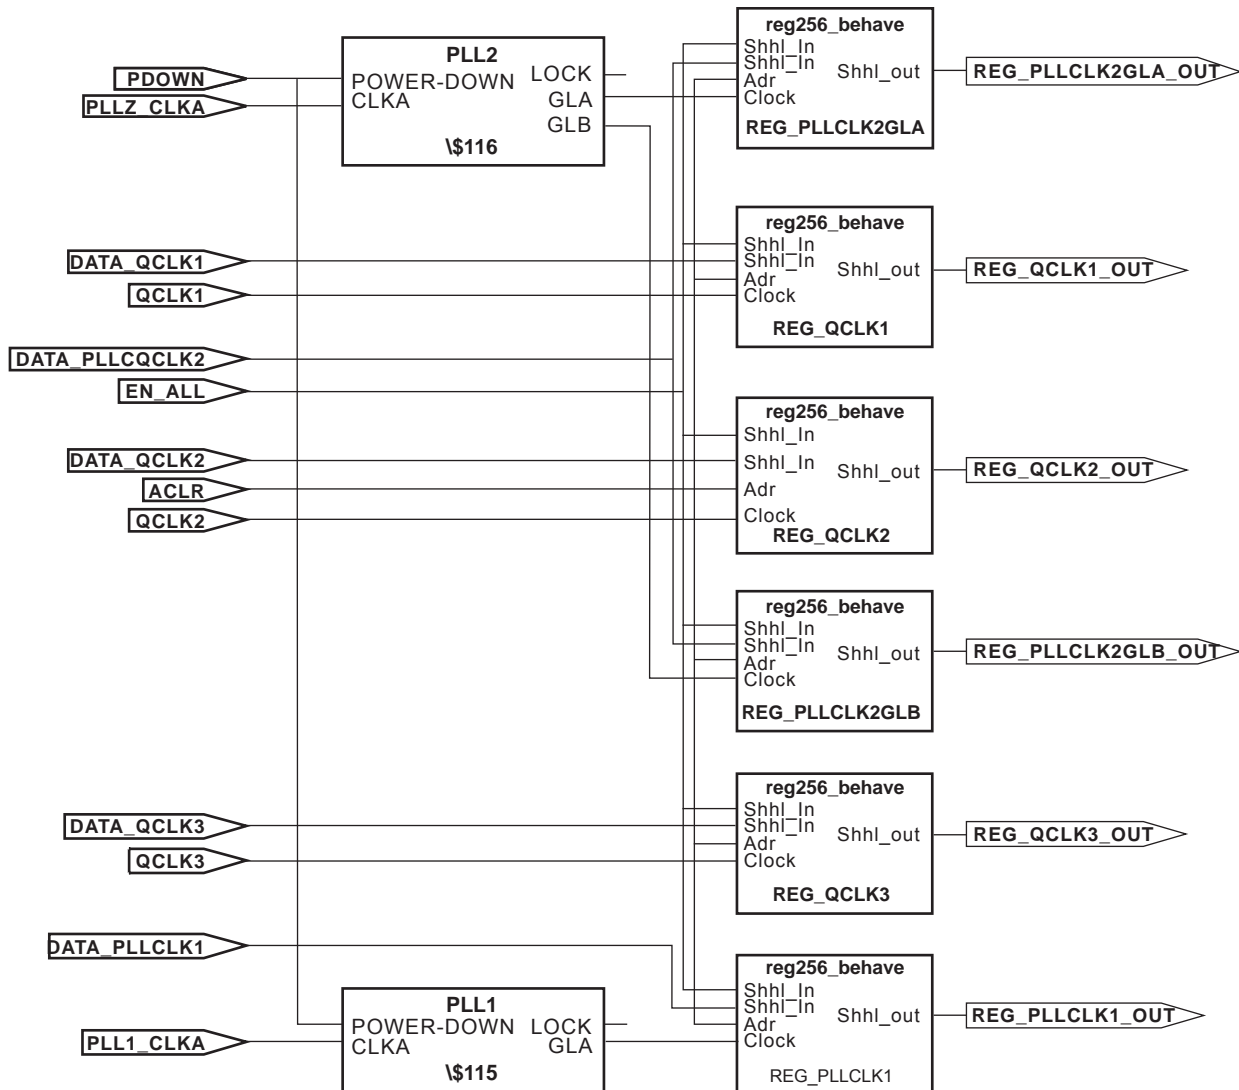 reg256_behave
Shhl_In
Shhl_In
Adr
Clock
Shhl_out
REG_PLLCLK2GLA
REG_PLLCLK2GLA_OUT
PDOWN
PLLZ_CLKA
PLL2
POWER-DOWN
CLKA
LOCK
GLA
GLB
\$116
reg256_behave
Shhl_In
Shhl_In
Adr
Clock
Shhl_out
REG_QCLK1
REG_QCLK1_OUT
DATA_QCLK1
QCLK1
DATA_PLLCQCLK2
EN_ALL
reg256_behave
Shhl_In
Shhl_In
Adr
Clock
Shhl_out
REG_QCLK2
REG_QCLK2_OUT
DATA_QCLK2
ACLR
QCLK2
reg256_behave
Shhl_In
Shhl_In
Adr
Clock
Shhl_out
REG_PLLCLK2GLB
REG_PLLCLK2GLB_OUT
reg256_behave
Shhl_In
Shhl_In
Adr
Clock
Shhl_out
REG_QCLK3
REG_QCLK3_OUT
DATA_QCLK3
QCLK3
DATA_PLLCLK1
reg256_behave
Shhl_In
Shhl_In
Adr
Clock
Shhl_out
REG_PLLCLK1
REG_PLLCLK1_OUT
PLL1
POWER-DOWN
CLKA
LOCK
GLA
\$115
PLL1_CLKA